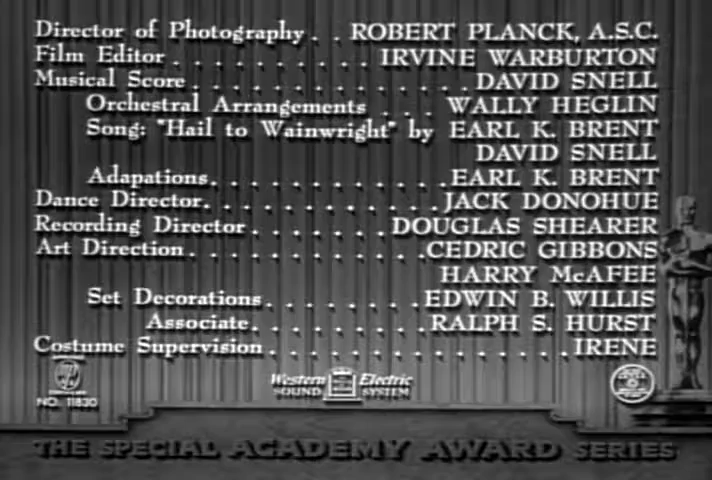 Director of Photography . . ROBERT PLANCK, A.S.C.
Film Editor . . . . . . . . . . IRVINE WARBURTON
Musical Score . . . . . . . . . . . . . . DAVID SNELL
Orchestral Arrangements . . . . WALLY HEGLIN
Song: "Hail to Wainwright" by EARL K. BRENT
DAVID SNELL
Adapations. . . . . . . . . . . . . EARL K. BRENT
Dance Director. . . . . . . . . . . . JACK DONOHUE
Recording Director . . . . . . . DOUGLAS SHEARER
Art Direction . . . . . . . . . . . . CEDRIC GIBBONS
HARRY McAFEE
Set Decorations. . . . . . . . EDWIN B. WILLIS
Associate. . . . . . . . . RALPH S. HURST
Costume Supervision . . . . . . . . . . . . . . . IRENE
NO. 11830
Western Electric
SOUND SYSTEM
THE SPECIAL ACADEMY AWARD SERIES